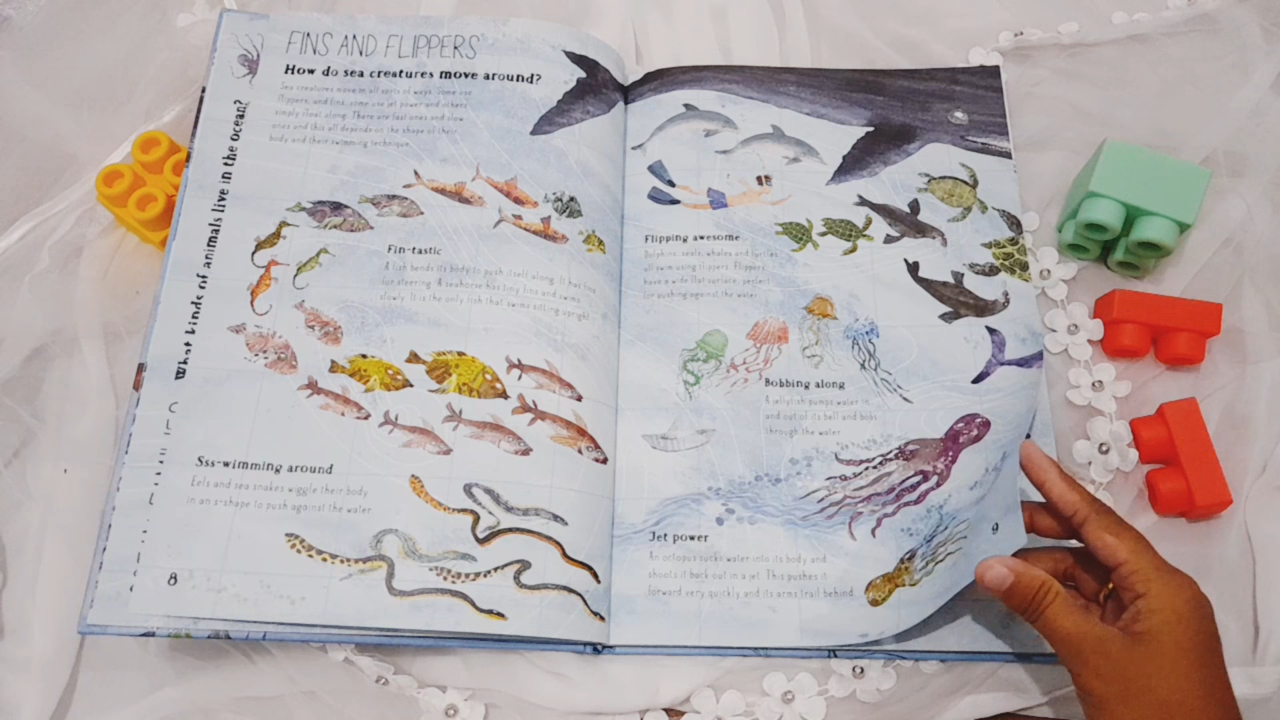 FINS AND FLIPPERS
How do sea creatures move around?
Sea creatures move in all sorts of ways. Some use
flippers, and fins, some use jet power and others
simply float along. There are fast ones and slow
ones and this all depends on the shape of their
body and their swimming technique.
What kinds of animals live in the ocean?
Fin-tastic
A fish bends its body to push itself along. It has fins
for steering. A seahorse has tiny fins and swims
slowly. It is the only fish that swims sitting upright.
Sss-wimming around
Eels and sea snakes wiggle their body
in an s-shape to push against the water.
8
Flipping awesome
Dolphins, seals, whales and turtles
all swim using flippers. Flippers
have a wide flat surface, perfect
for pushing against the water.
Bobbing along
A jellyfish pumps water in
and out of its bell and bobs
through the water.
Jet power
An octopus sucks water into its body and
shoots it back out in a jet. This pushes it
forward very quickly and its arms trail behind.
9